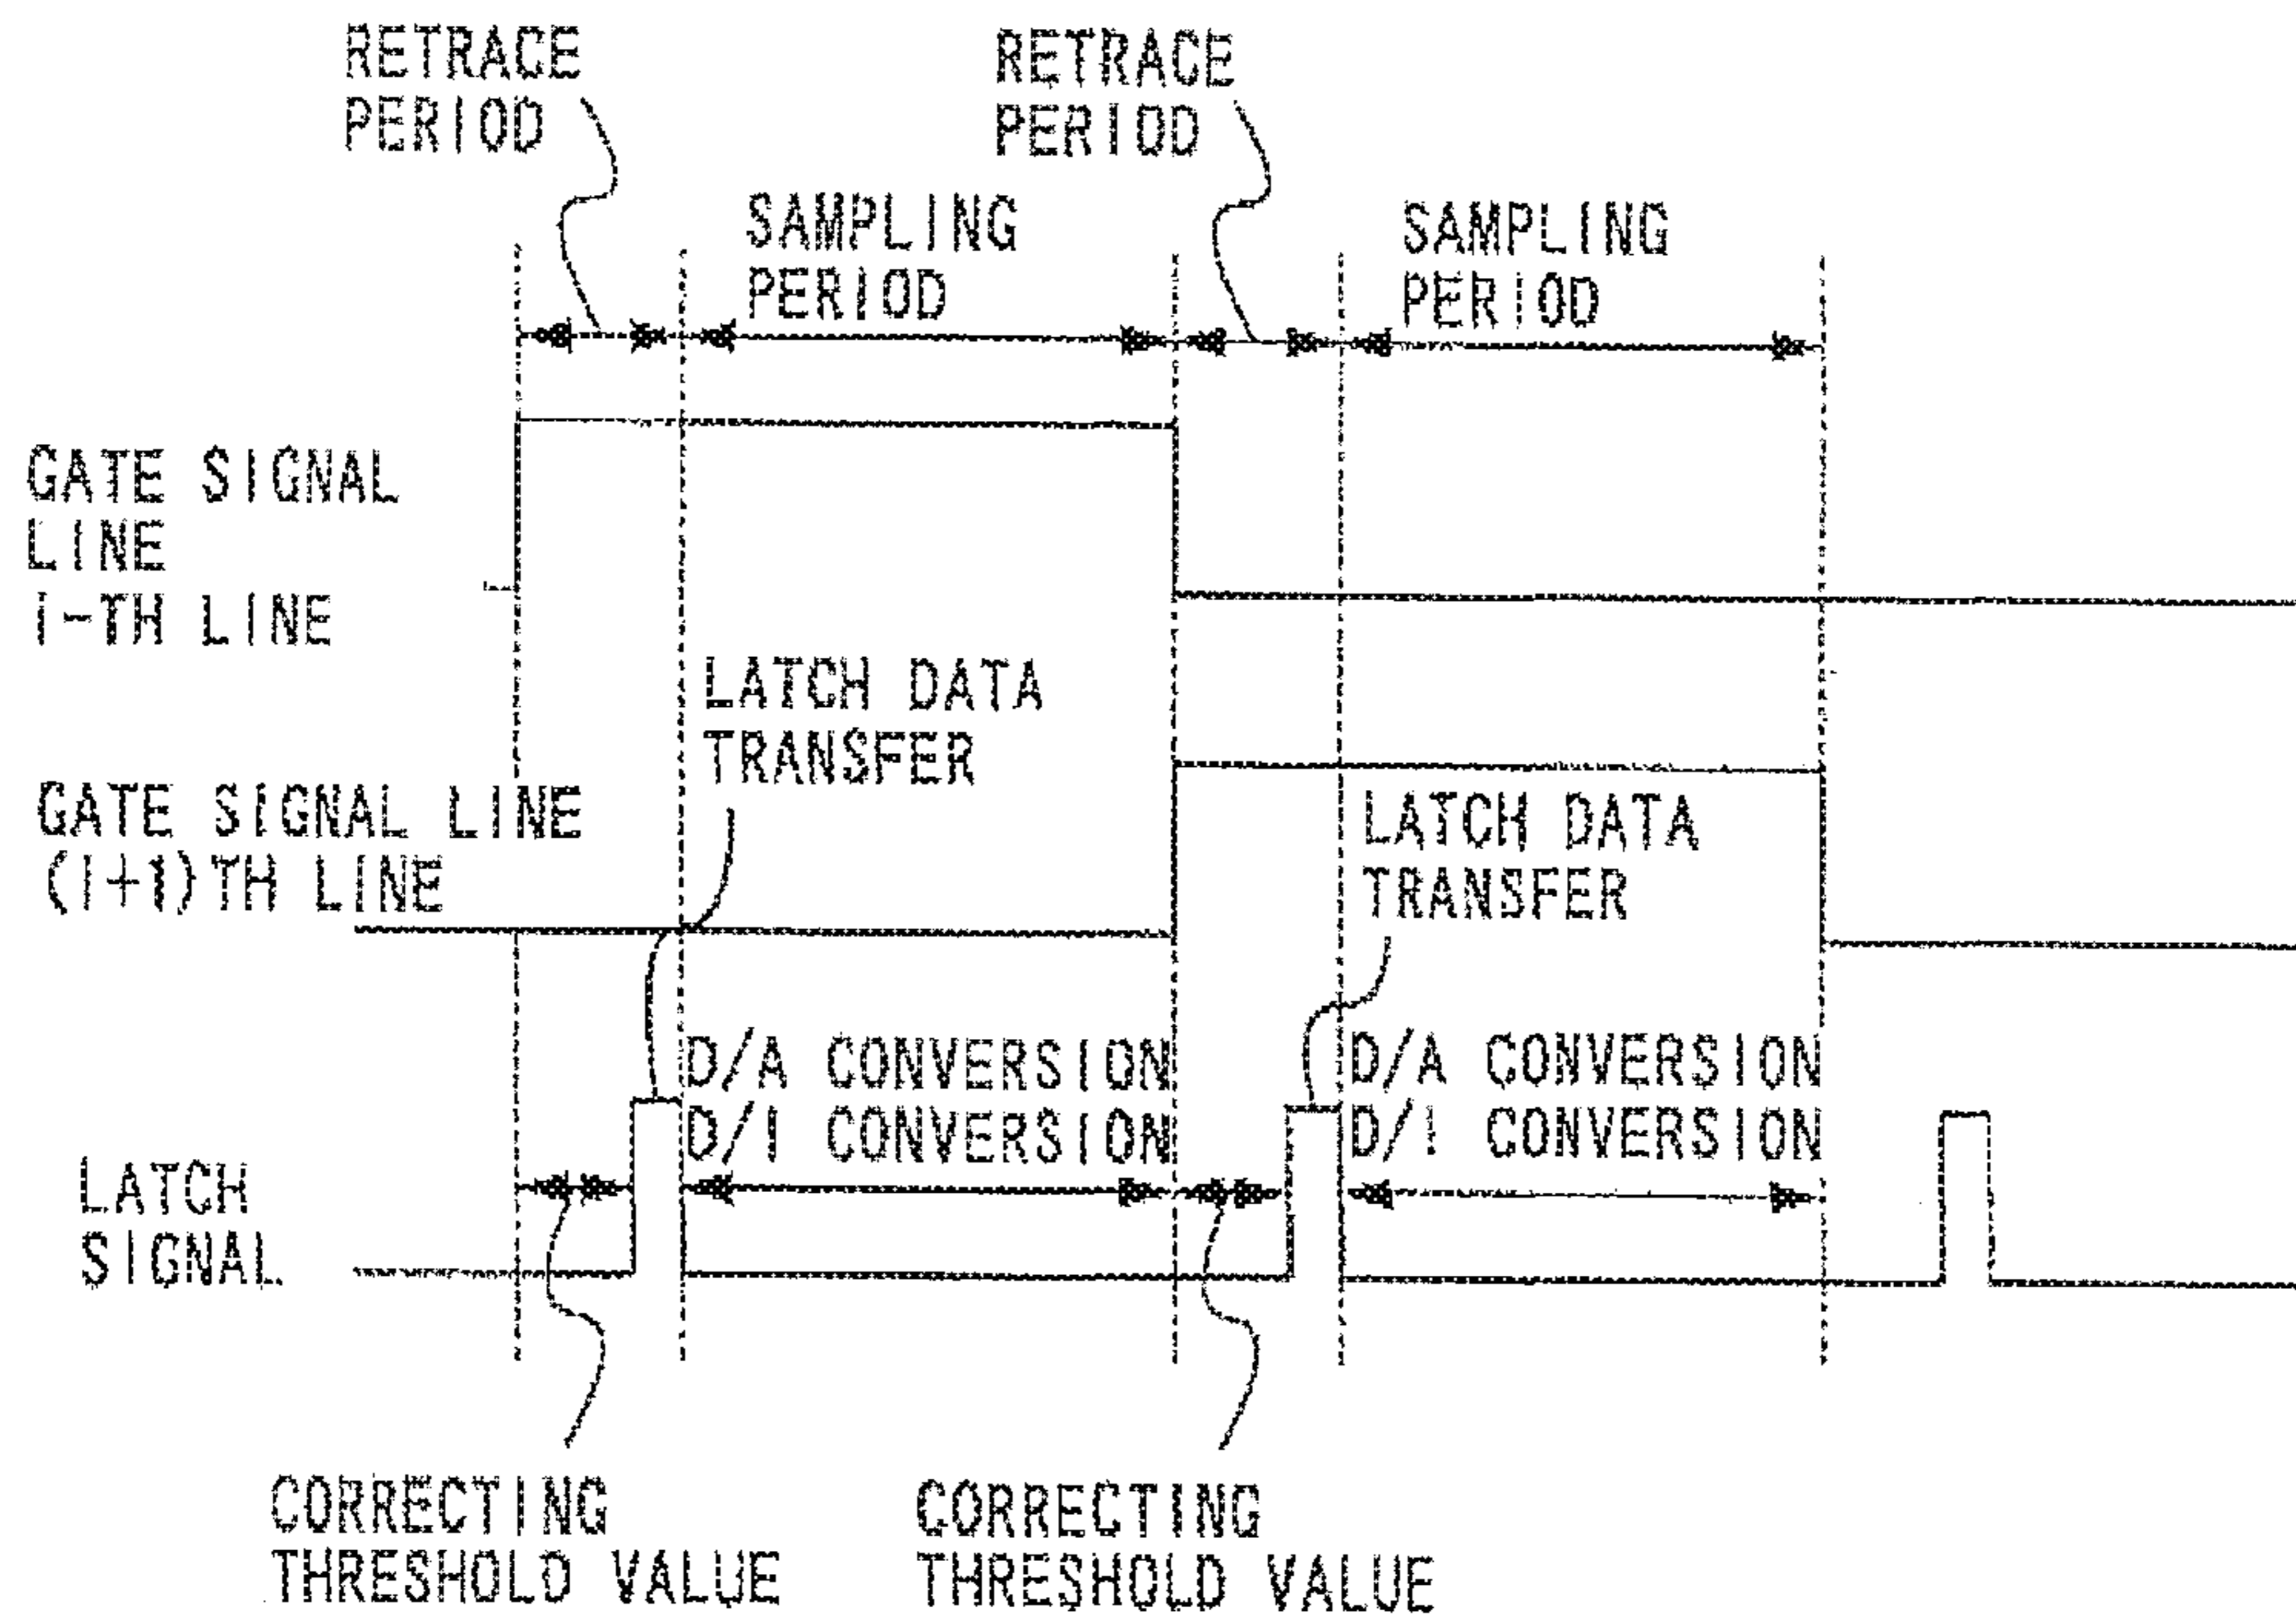 RETRACE
PERIOD
RETRACE
PERIOD
SAMPLING
PERIOD
SAMPLING
PERIOD
GATE SIGNAL
LINE
i-TH LINE
LATCH DATA
TRANSFER
GATE SIGNAL LINE
(i+1)TH LINE
LATCH DATA
TRANSFER
D/A CONVERSION
D/I CONVERSION
D/A CONVERSION
D/I CONVERSION
LATCH
SIGNAL
CORRECTING
THRESHOLD VALUE
CORRECTING
THRESHOLD VALUE